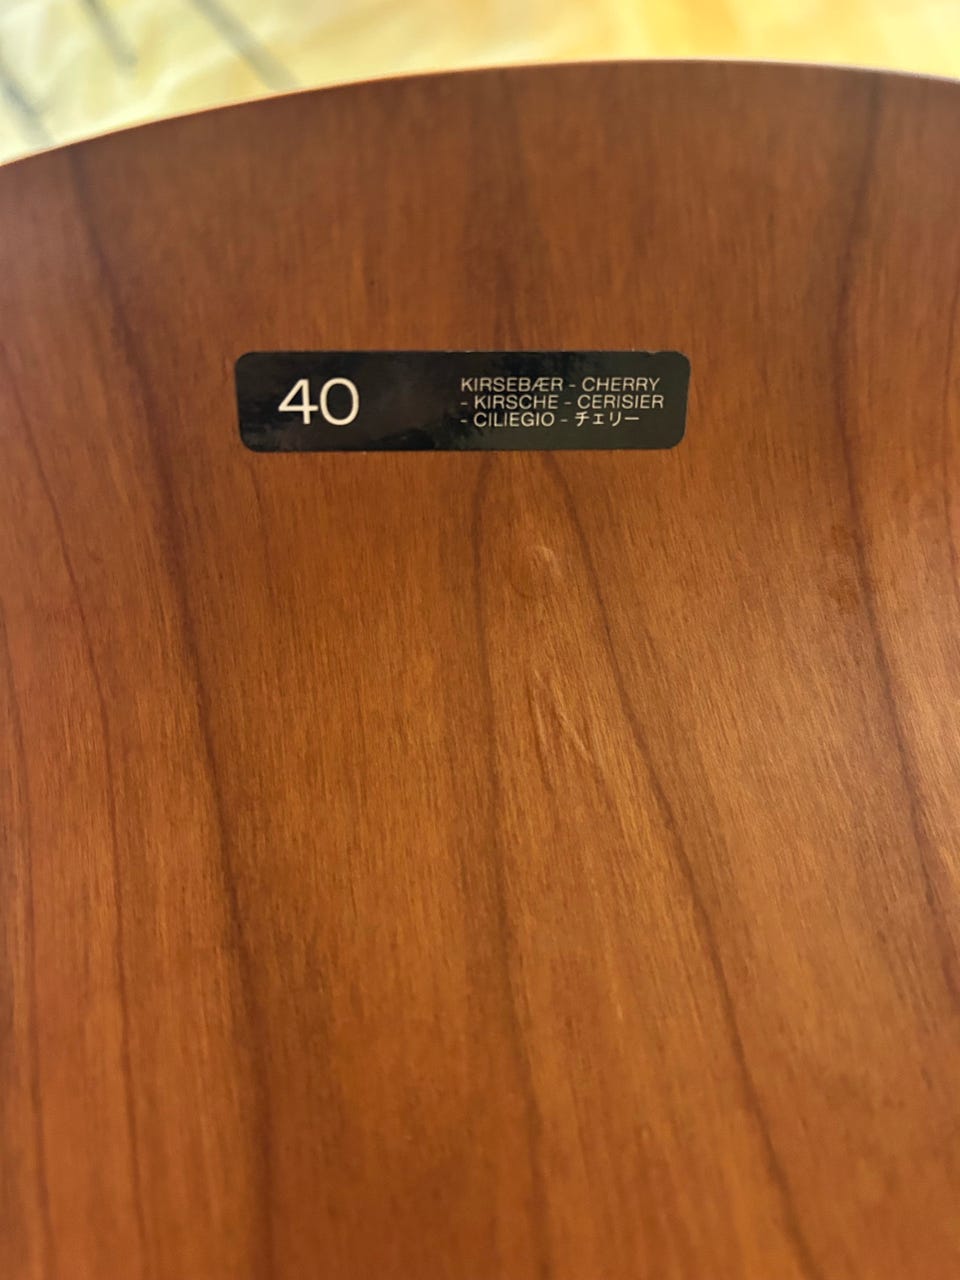 40
KIRSEBÆR - CHERRY
- KIRSCHE - CERISIER
- CILIEGIO - チェリー